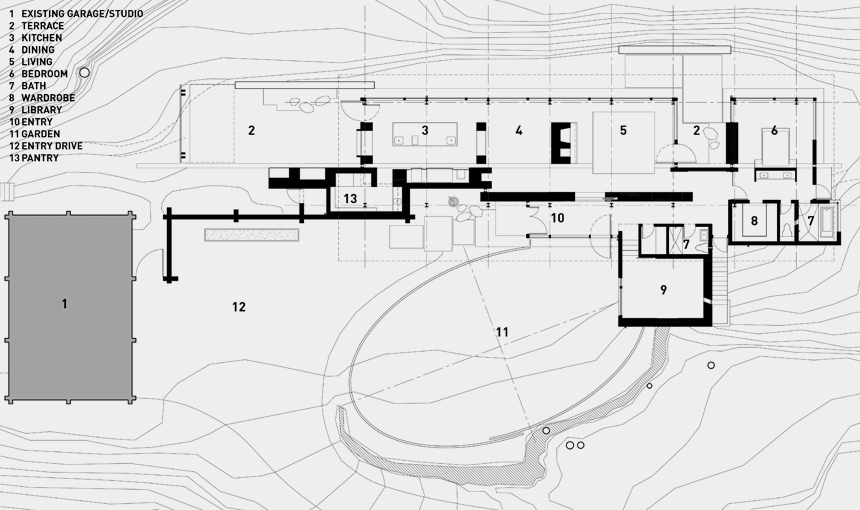 1 EXISTING GARAGE/STUDIO
2 TERRACE
3 KITCHEN
4 DINING
5 LIVING
6 BEDROOM
7 BATH
8 WARDROBE
9 LIBRARY
10 ENTRY
11 GARDEN
12 ENTRY DRIVE
13 PANTRY
2 3 4 5 2 6
13
10 8 7
7
9
1 12
11